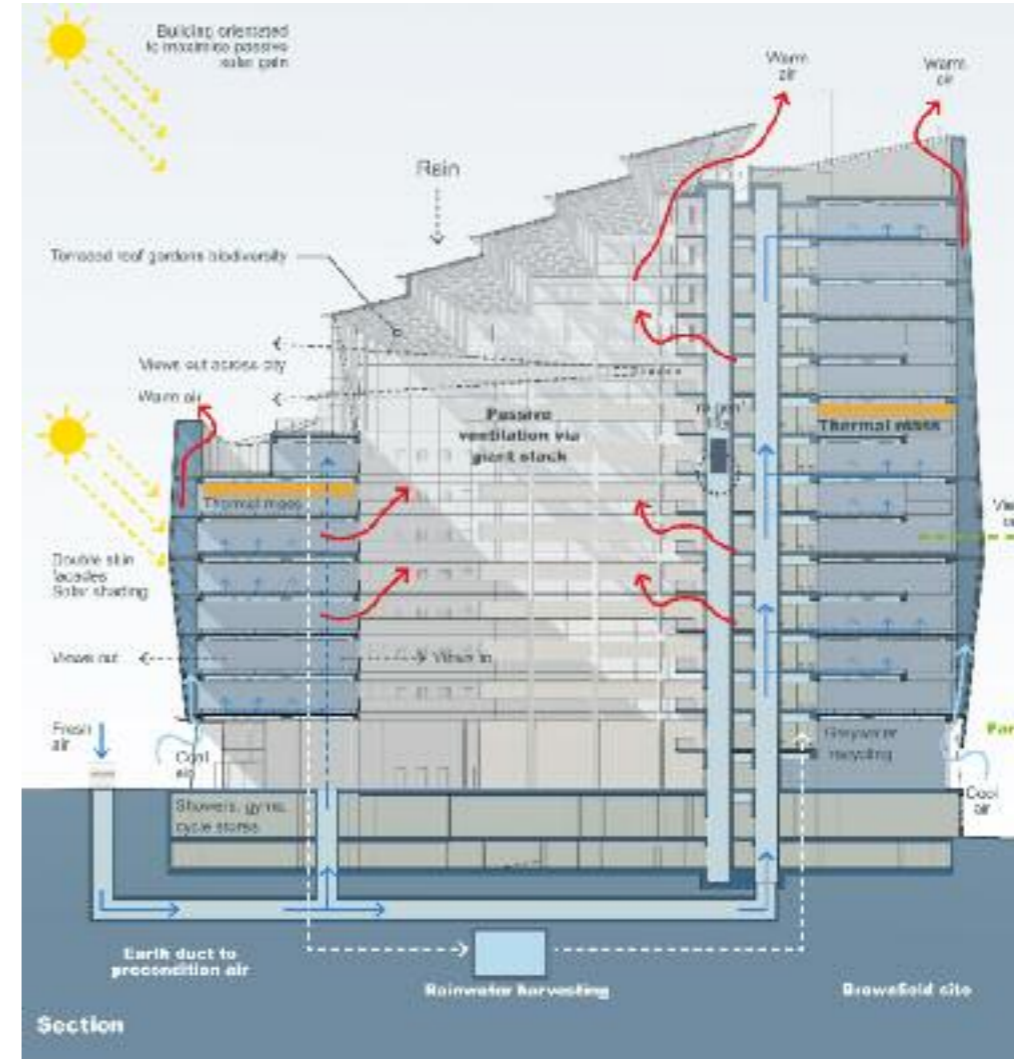 Building orientated
to maximise passive
solar gain
Warm
air
Warm
air
Rain
Terraced roof gardens biodiversity
Views out across city
Warm air
Passive
ventilation via
giant stack
Thermal mass
Thermal mass
Double skin
facades
Solar shading
Views out
Views in
Fresh
air
Cool
air
Greywater
recycling
Cool
air
Showers, gyms,
cycle stores
Earth duct to
precondition air
Rainwater harvesting
Brownfield site
Section